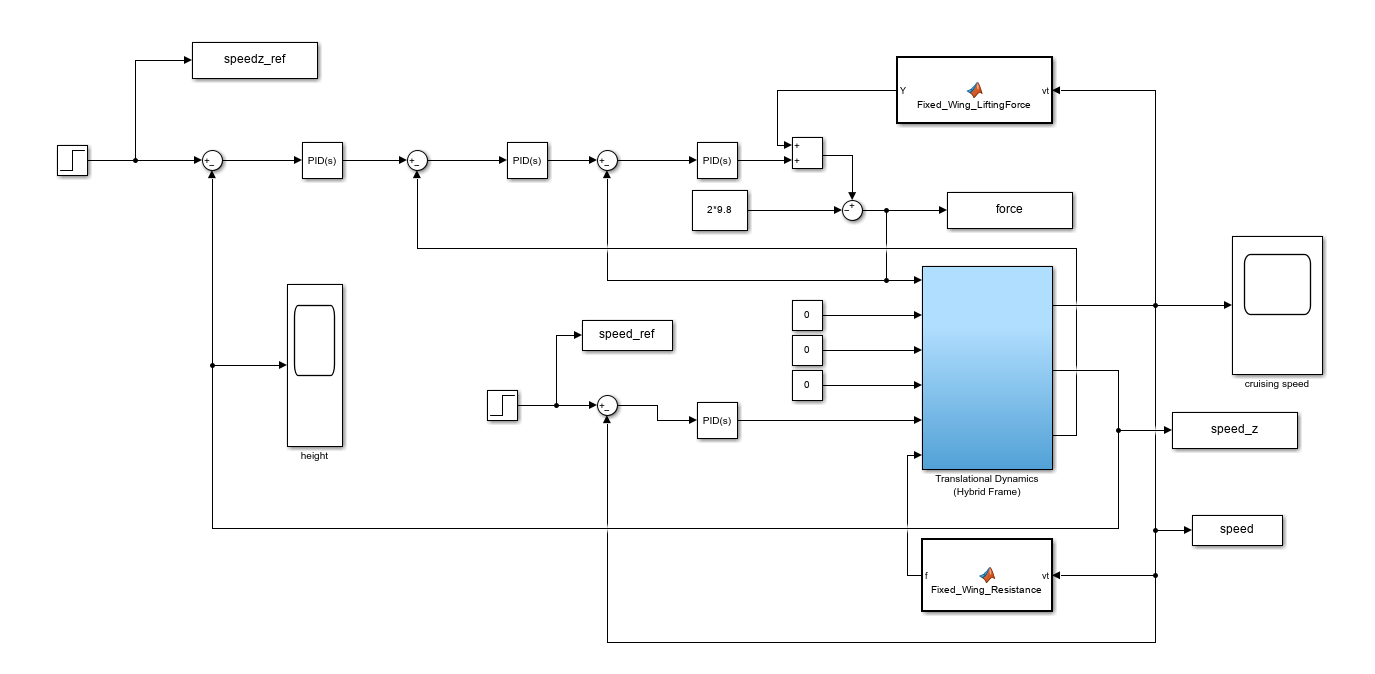 speedz_ref
Y
vt
Fixed_Wing_LiftingForce
+
−
PID(s)
+
−
PID(s)
+
−
PID(s)
+
+
2*9.8
+
−
force
height
speed_ref
+
−
PID(s)
0
0
0
Translational Dynamics
(Hybrid Frame)
cruising speed
speed_z
speed
f
vt
Fixed_Wing_Resistance